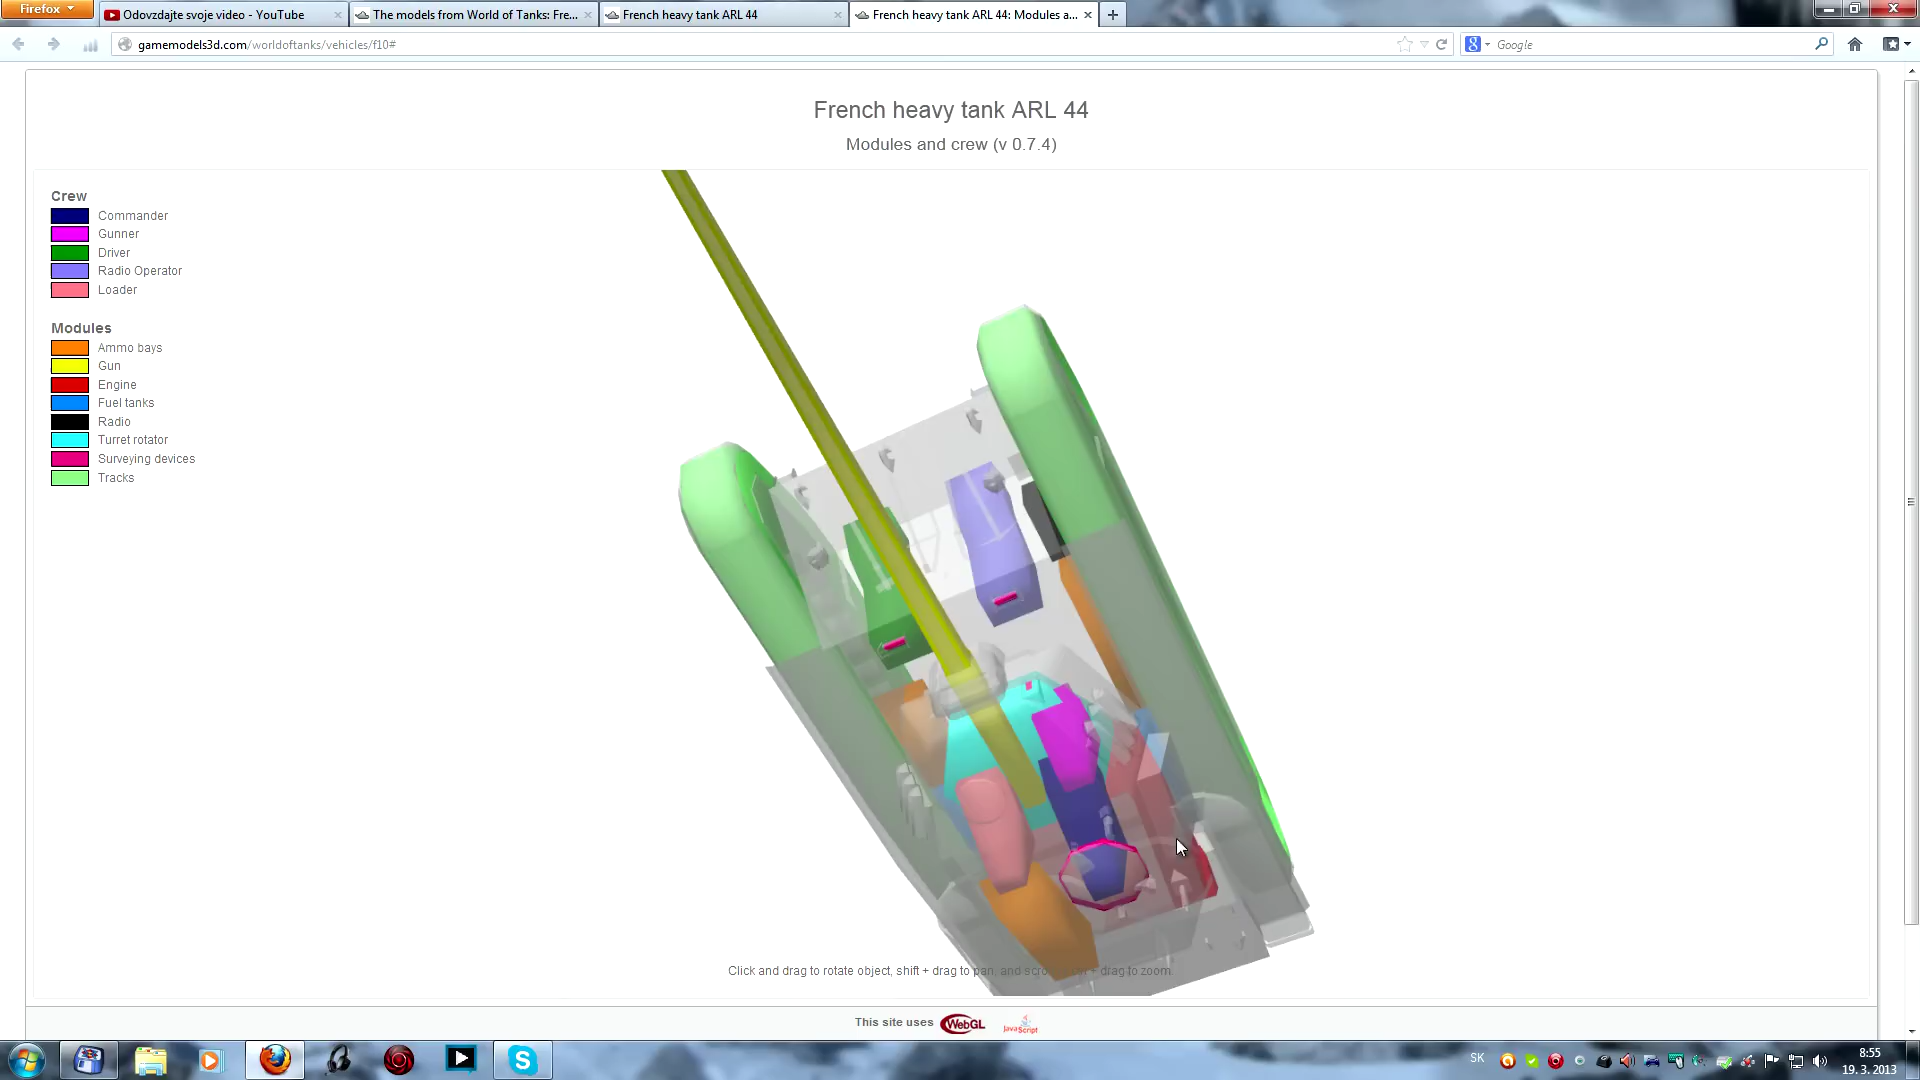 Firefox
Odovzdajte svoje video - YouTube
The models from World of Tanks: Fre...
French heavy tank ARL 44
French heavy tank ARL 44: Modules a...
gamemodels3d.com/worldoftanks/vehicles/f10#
Google
French heavy tank ARL 44
Modules and crew (v 0.7.4)
Crew
Commander
Gunner
Driver
Radio Operator
Loader
Modules
Ammo bays
Gun
Engine
Fuel tanks
Radio
Turret rotator
Surveying devices
Tracks
Click and drag to rotate object, shift + drag to pan, and scroll or ctrl + drag to zoom.
This site uses WebGL JavaScript
SK
8:55
19. 3. 2013